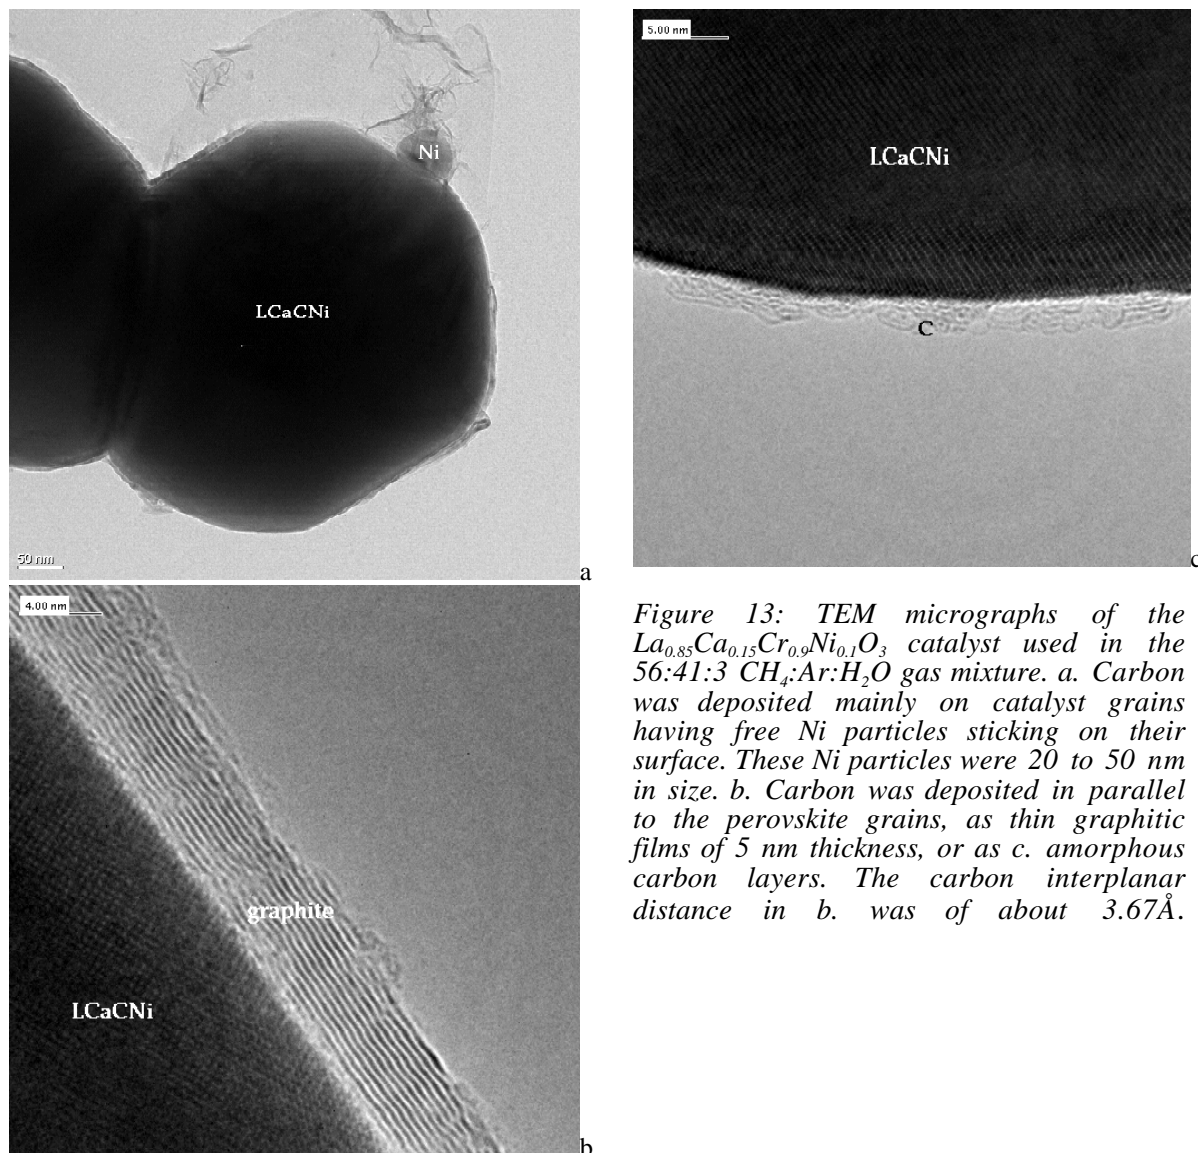 Ni
LCaCNi
50 nm
a
5.00 nm
LCaCNi
C
c
4.00 nm
graphite
LCaCNi
b
Figure 13: TEM micrographs of the
La0.85Ca0.15Cr0.9Ni0.1O3 catalyst used in the
56:41:3 CH4:Ar:H2O gas mixture. a. Carbon
was deposited mainly on catalyst grains
having free Ni particles sticking on their
surface. These Ni particles were 20 to 50 nm
in size. b. Carbon was deposited in parallel
to the perovskite grains, as thin graphitic
films of 5 nm thickness, or as c. amorphous
carbon layers. The carbon interplanar
distance in b. was of about 3.67Å.